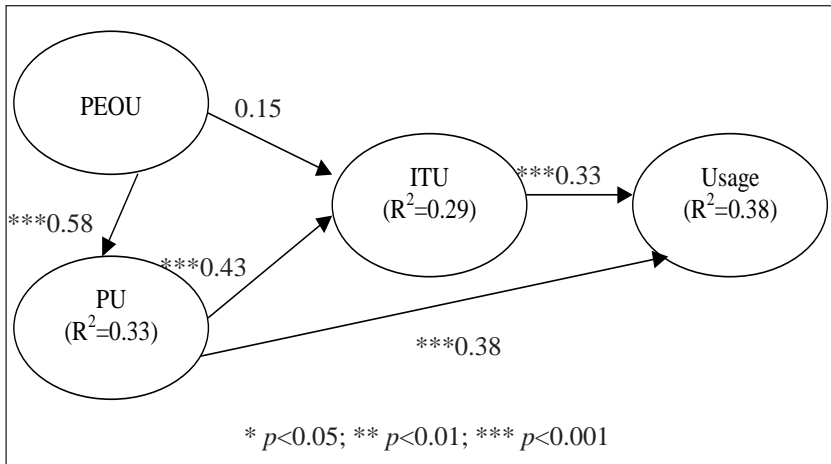 PEOU
0.15
ITU
(R²=0.29)
***0.33
Usage
(R²=0.38)
***0.58
***0.43
PU
(R²=0.33)
***0.38
* p<0.05; ** p<0.01; *** p<0.001